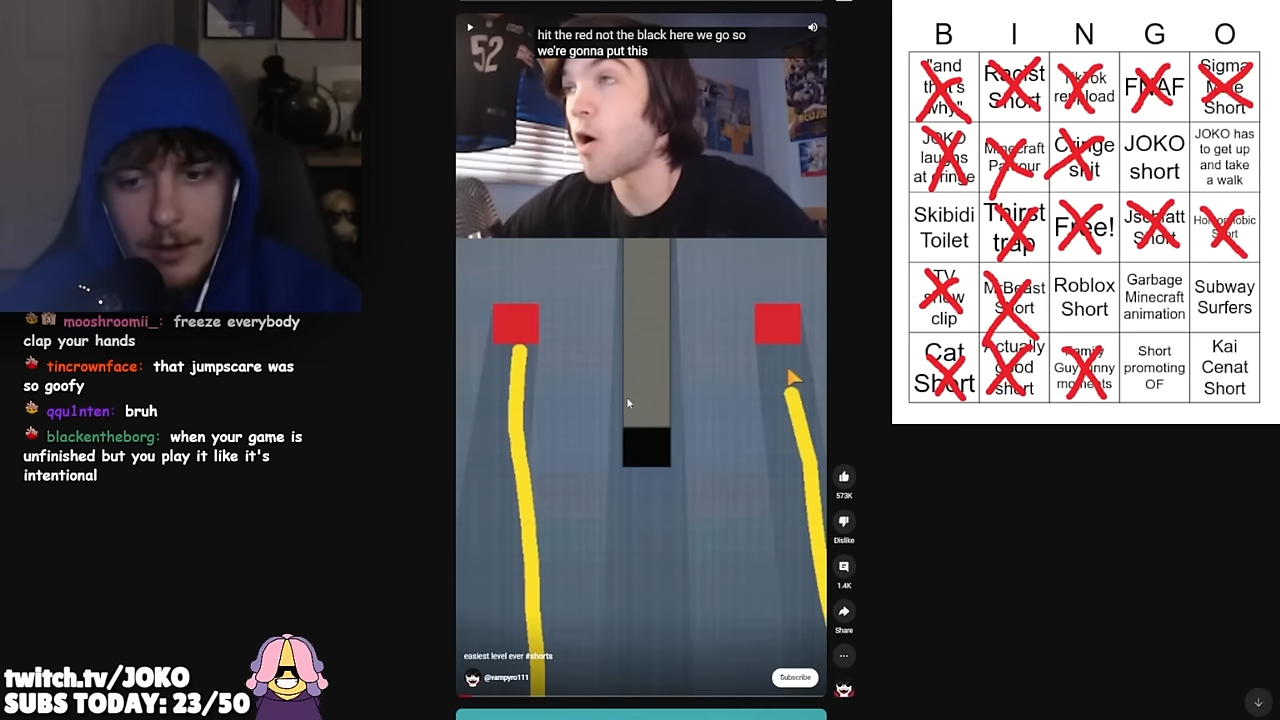 hit the red not the black here we go so
we're gonna put this
52
mooshroomii_: freeze everybody
clap your hands
tincrownface: that jumpscare was
so goofy
qqu1nten: bruh
blackentheborg: when your game is
unfinished but you play it like it's
intentional
twitch.tv/JOKO
SUBS TODAY: 23/50
easiest level ever #shorts
@vampyro111
Subscribe
573K
Dislike
1.4K
Share
B I N G O
"and
that's
why"
Racist
Short
FNAF
Sigma
Short
JOKO
laughs
at cringe
Minecraft
Parkour
Cringe
skit
JOKO
short
JOKO has
to get up
and take
a walk
Skibidi
Toilet
Thirst
trap
Free!
Jschlatt
Short
Homophobic
Short
TV
show
clip
MrBeast
Short
Roblox
Short
Garbage
Minecraft
animation
Subway
Surfers
Cat
Short
Actually
good
short
Family
Guy funny
moments
Short
promoting
OF
Kai
Cenat
Short